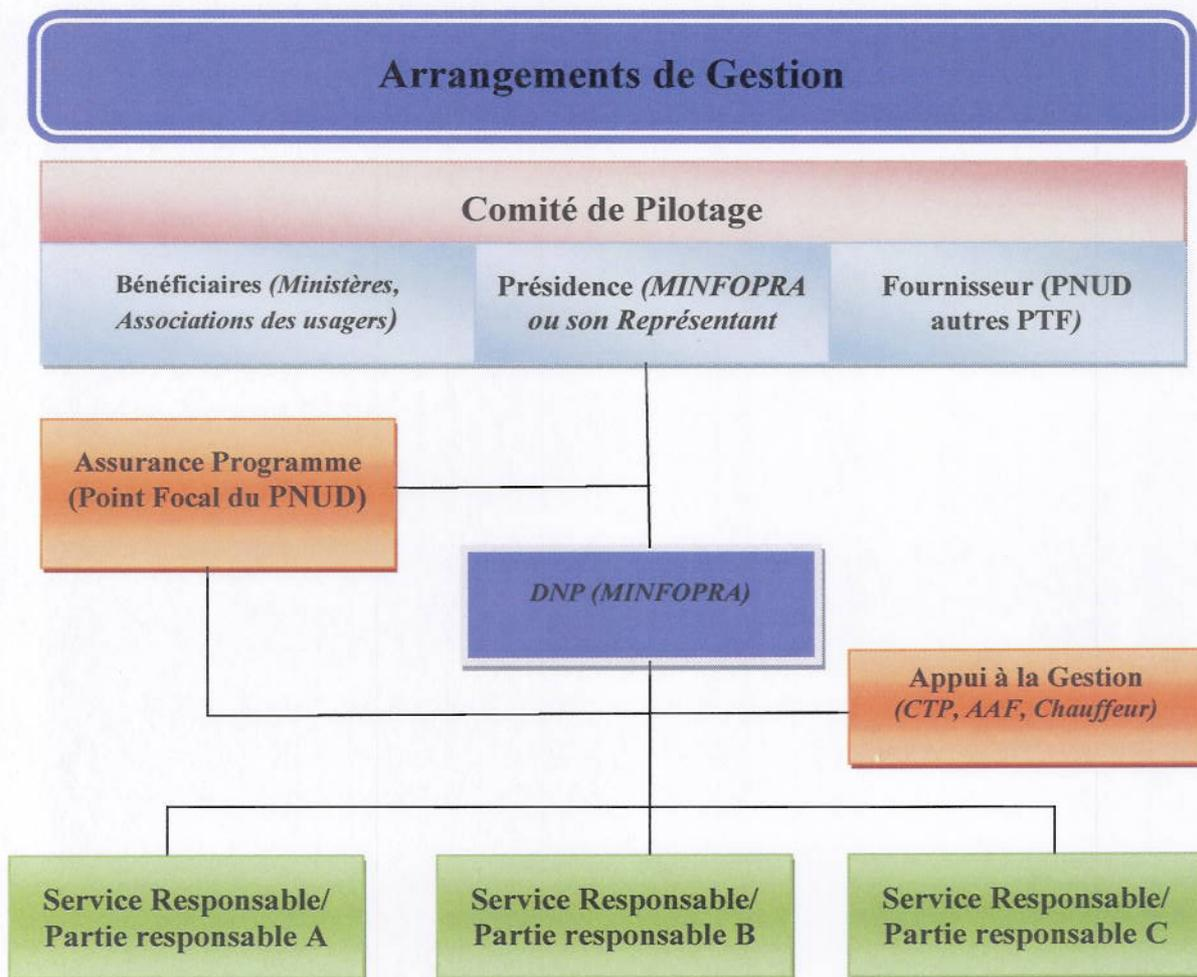 Arrangements de Gestion
Comité de Pilotage
Bénéficiaires (Ministères,
Associations des usagers)
Présidence (MINFOPRA
ou son Représentant
Fournisseur (PNUD
autres PTF)
Assurance Programme
(Point Focal du PNUD)
DNP (MINFOPRA)
Appui à la Gestion
(CTP, AAF, Chauffeur)
Service Responsable/
Partie responsable A
Service Responsable/
Partie responsable B
Service Responsable/
Partie responsable C